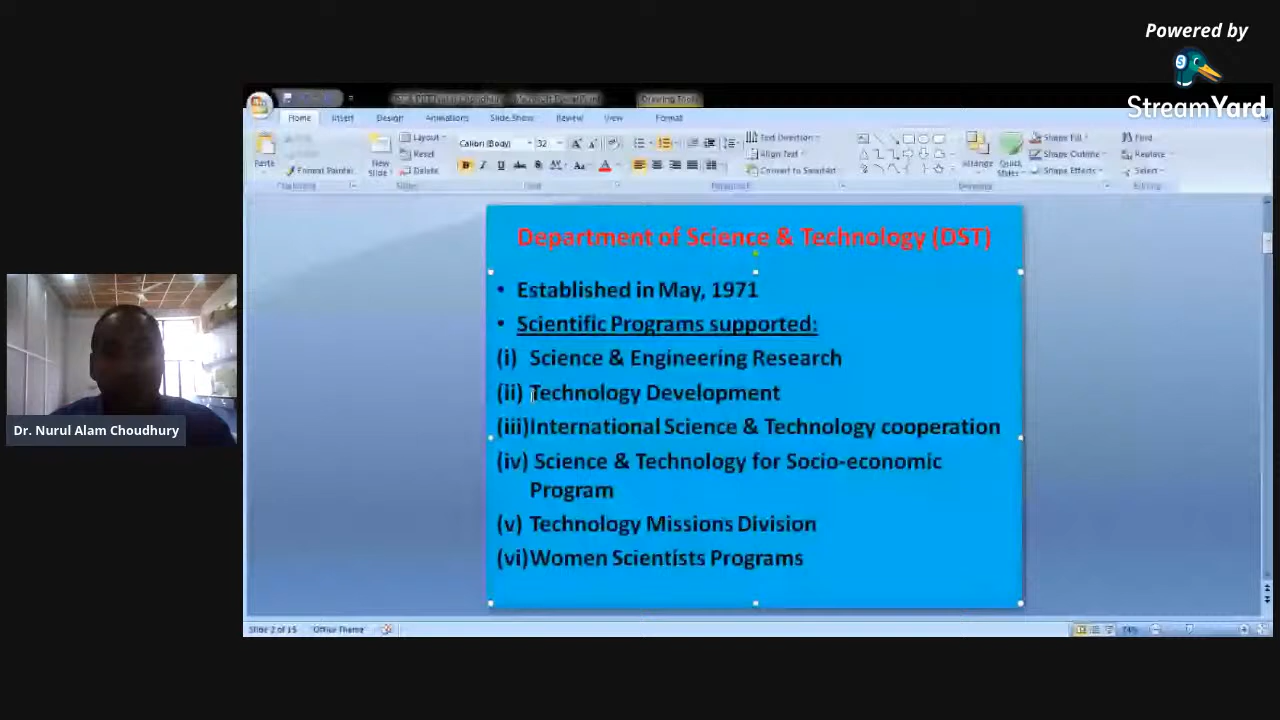 Powered by
StreamYard
Drawing Tools
Home Insert Design Animations Slide Show Review View Format
Paste
Format Painter
New
Slide
Layout
Reset
Delete
Calibri (Body) 32
Text Direction
Align Text
Convert to SmartArt
Arrange
Quick
Styles
Shape Fill
Shape Outline
Shape Effects
Find
Replace
Select
Department of Science & Technology (DST)
• Established in May, 1971
• Scientific Programs supported:
(i) Science & Engineering Research
(ii) Technology Development
(iii)International Science & Technology cooperation
(iv) Science & Technology for Socio-economic
Program
(v) Technology Missions Division
(vi)Women Scientists Programs
Dr. Nurul Alam Choudhury
Slide 2 of 15 Office Theme
74%